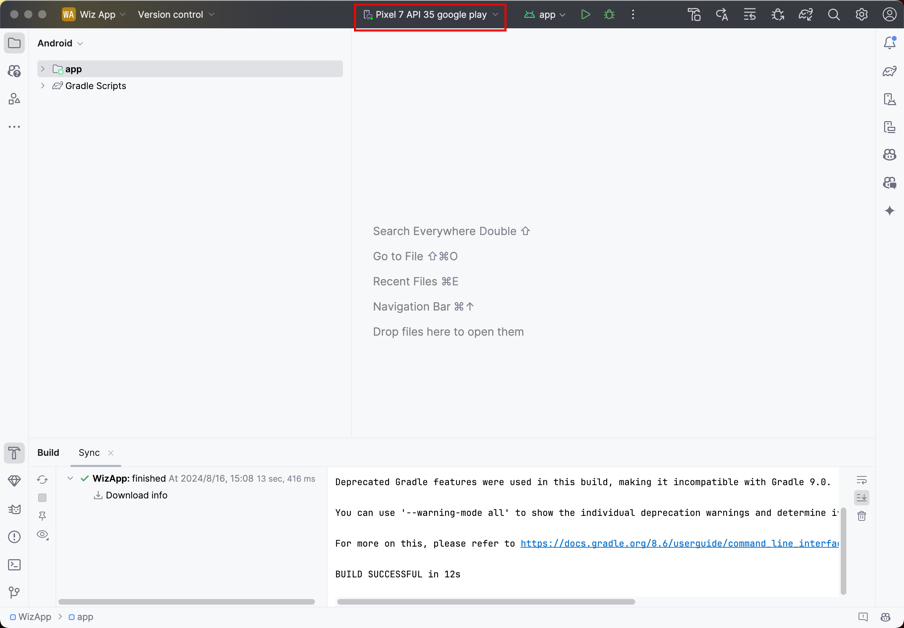 WA Wiz App Version control Pixel 7 API 35 google play app
Android
app
Gradle Scripts
Search Everywhere Double ⇧
Go to File ⇧⌘O
Recent Files ⌘E
Navigation Bar ⌘↑
Drop files here to open them
Build Sync
WizApp: finished At 2024/8/16, 15:08 13 sec, 416 ms
Download info
Deprecated Gradle features were used in this build, making it incompatible with Gradle 9.0.
You can use '--warning-mode all' to show the individual deprecation warnings and determine
For more on this, please refer to https://docs.gradle.org/8.6/userguide/command_line_interfa
BUILD SUCCESSFUL in 12s
WizApp > app